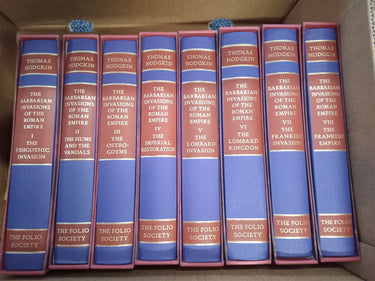 THOMAS
HODGKIN
THE
BARBARIAN
INVASIONS
OF THE
ROMAN
EMPIRE
I
THE
VISIGOTHIC
INVASION
THE FOLIO
SOCIETY
THOMAS
HODGKIN
THE
BARBARIAN
INVASIONS
OF THE
ROMAN
EMPIRE
II
THE HUNS
AND THE
VANDALS
THE FOLIO
SOCIETY
THOMAS
HODGKIN
THE
BARBARIAN
INVASIONS
OF THE
ROMAN
EMPIRE
III
THE
OSTRO-
GOTHS
THE FOLIO
SOCIETY
THOMAS
HODGKIN
THE
BARBARIAN
INVASIONS
OF THE
ROMAN
EMPIRE
IV
THE
IMPERIAL
RESTORATION
THE FOLIO
SOCIETY
THOMAS
HODGKIN
THE
BARBARIAN
INVASIONS
OF THE
ROMAN
EMPIRE
V
THE
LOMBARD
INVASION
THE FOLIO
SOCIETY
THOMAS
HODGKIN
THE
BARBARIAN
INVASIONS
OF THE
ROMAN
EMPIRE
VI
THE
LOMBARD
KINGDOM
THE FOLIO
SOCIETY
THOMAS
HODGKIN
THE
BARBARIAN
INVASIONS
OF THE
ROMAN
EMPIRE
VII
THE
FRANKISH
INVASION
THE FOLIO
SOCIETY
THOMAS
HODGKIN
THE
BARBARIAN
INVASIONS
OF THE
ROMAN
EMPIRE
VIII
THE
FRANKISH
EMPIRE
THE FOLIO
SOCIETY